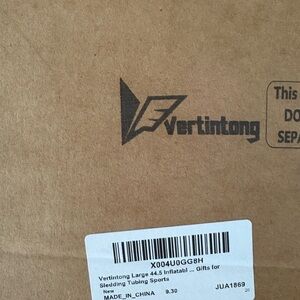 Vertintong
This
DO
SEPA
X004U0GG8H
Vertintong Large 44.5 Inflatabl ... Gifts for
Sledding Tubing Sports
New
MADE_IN_CHINA 9.30 JUA1869